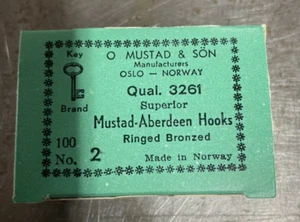 Key
Brand
O MUSTAD & SÖN
Manufacturers
OSLO — NORWAY
Qual. 3261
Superior
Mustad-Aberdeen Hooks
Ringed Bronzed
100
No. 2
Made in Norway